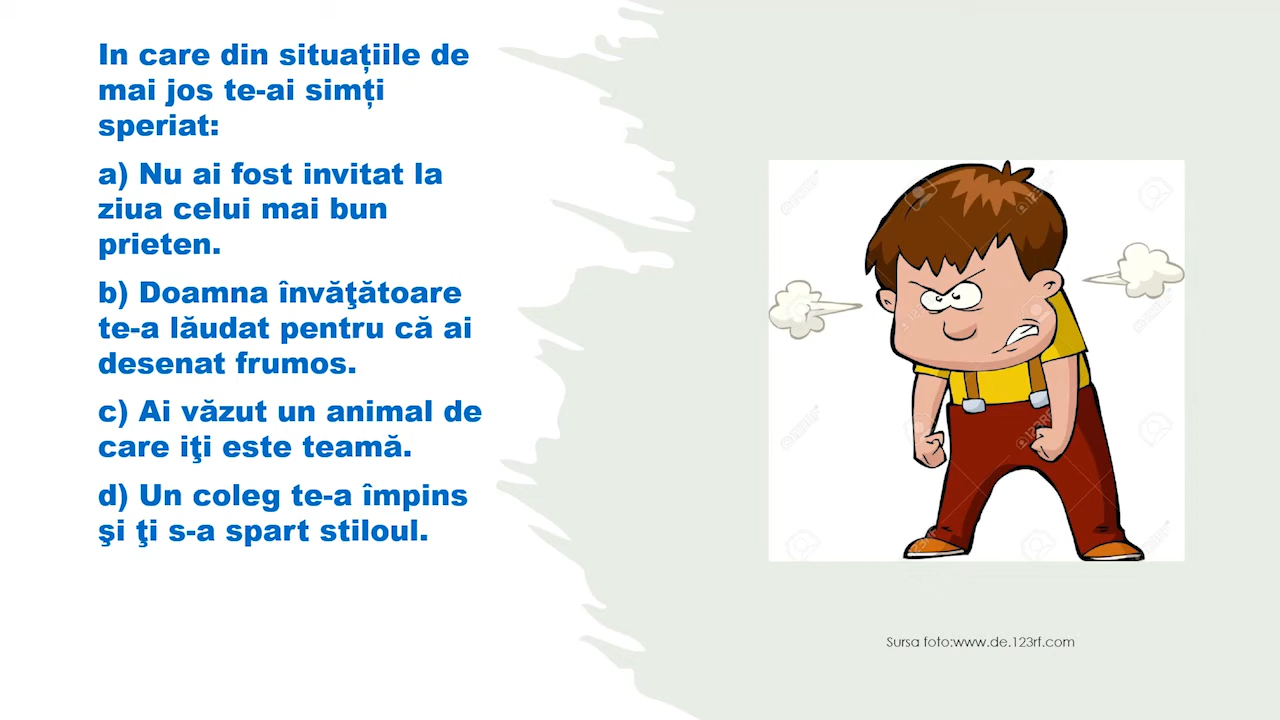 In care din situațiile de
mai jos te-ai simți
speriat:
a) Nu ai fost invitat la
ziua celui mai bun
prieten.
b) Doamna învăţătoare
te-a lăudat pentru că ai
desenat frumos.
c) Ai văzut un animal de
care iţi este teamă.
d) Un coleg te-a împins
şi ţi s-a spart stiloul.
Sursa foto:www.de.123rf.com